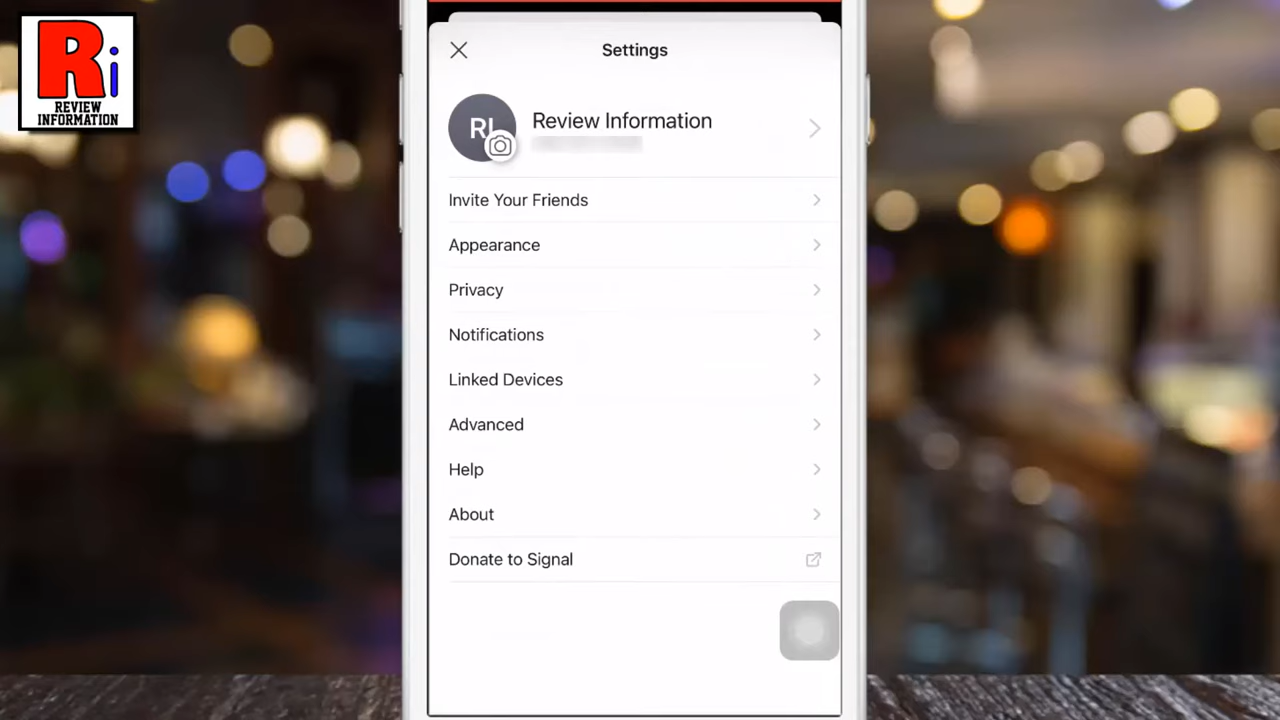 Ri
REVIEW
INFORMATION
Settings
RI
Review Information
Invite Your Friends
Appearance
Privacy
Notifications
Linked Devices
Advanced
Help
About
Donate to Signal